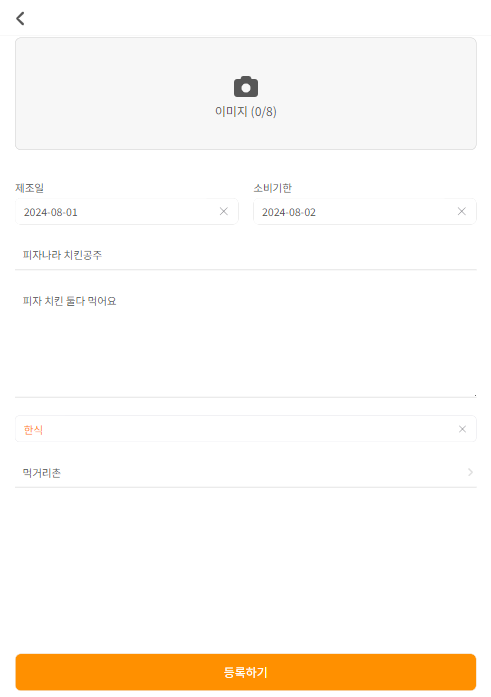 이미지 (0/8)
제조일
소비기한
2024-08-01
2024-08-02
피자나라 치킨공주
피자 치킨 둘다 먹어요
한식
먹거리촌
등록하기